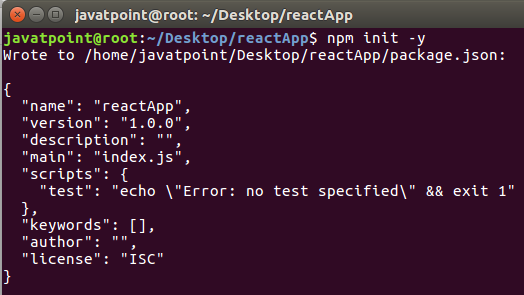 javatpoint@root: ~/Desktop/reactApp
javatpoint@root:~/Desktop/reactApp$ npm init -y
Wrote to /home/javatpoint/Desktop/reactApp/package.json:
{
  "name": "reactApp",
  "version": "1.0.0",
  "description": "",
  "main": "index.js",
  "scripts": {
    "test": "echo \"Error: no test specified\" && exit 1"
  },
  "keywords": [],
  "author": "",
  "license": "ISC"
}